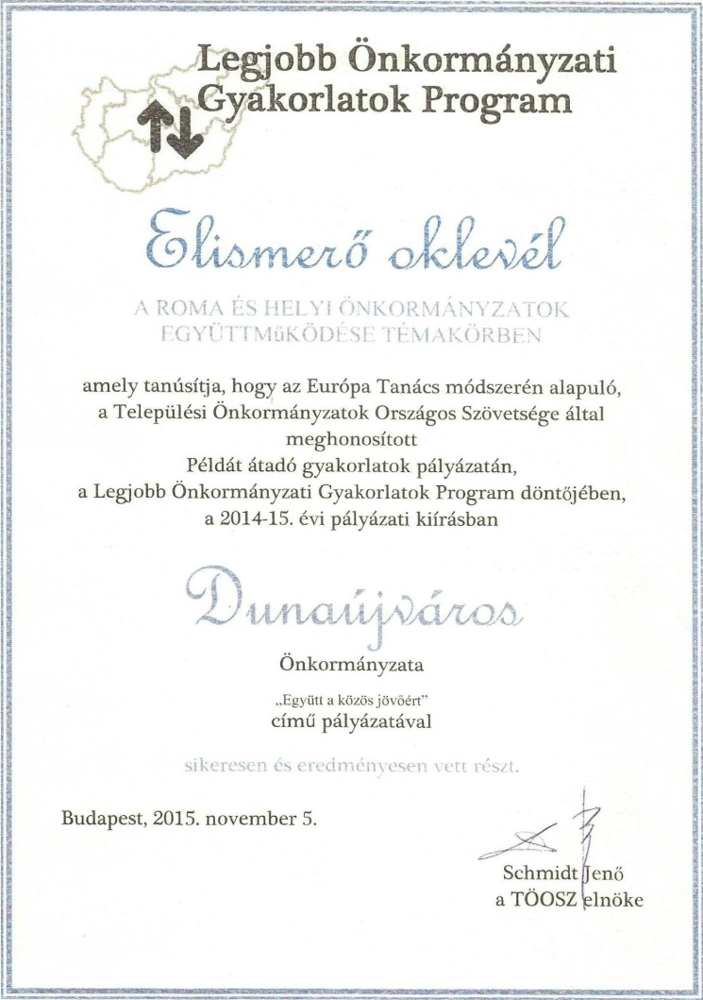 Legjobb Önkormányzati
Gyakorlatok Program
Elismerő oklevél
A ROMA ÉS HELYI ÖNKORMÁNYZATOK
EGYÜTTMűKÖDÉSE TÉMAKÖRBEN
amely tanúsítja, hogy az Európa Tanács módszerén alapuló,
a Települési Önkormányzatok Országos Szövetsége által
meghonosított
Példát átadó gyakorlatok pályázatán,
a Legjobb Önkormányzati Gyakorlatok Program döntőjében,
a 2014-15. évi pályázati kiírásban
Dunaújváros
Önkormányzata
„Együtt a közös jövőért”
című pályázatával
sikeresen és eredményesen vett részt.
Budapest, 2015. november 5.
Schmidt Jenő
a TÖOSZ elnöke